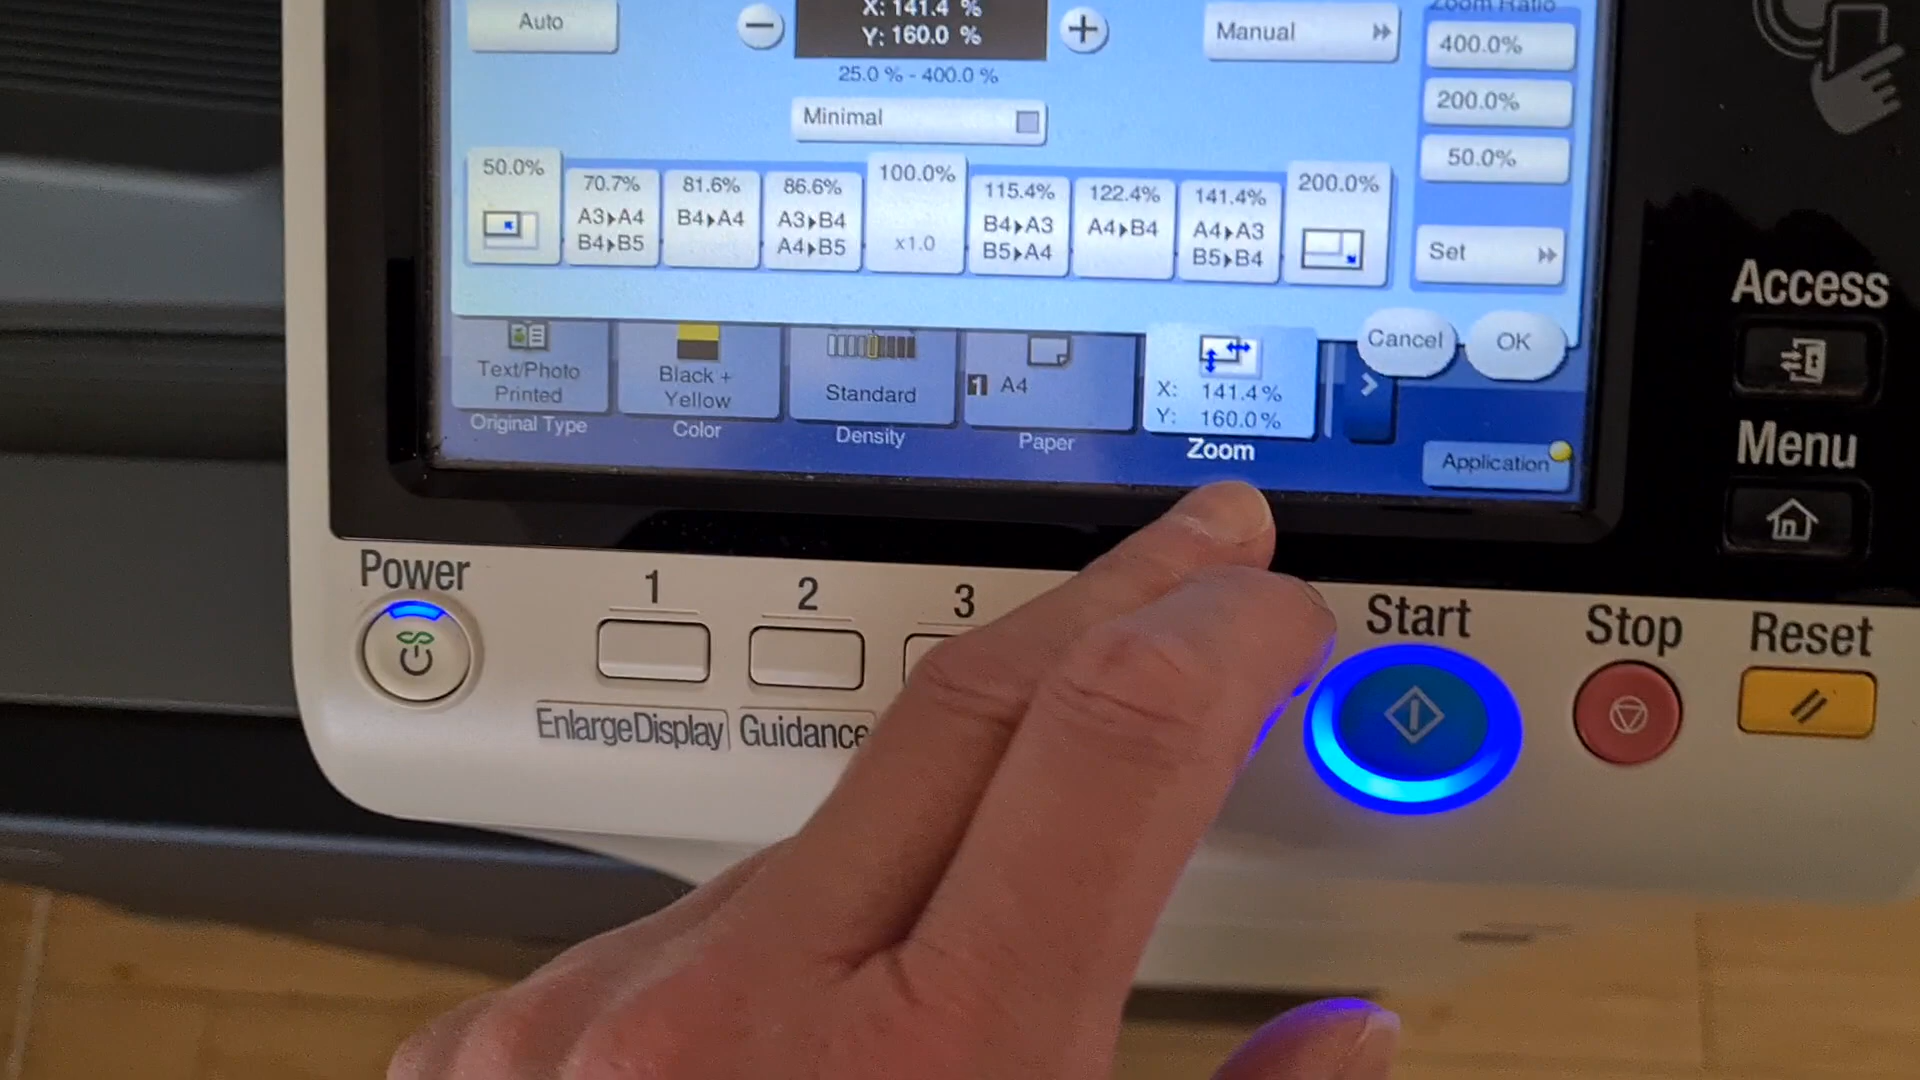 Zoom Ratio
Auto
X: 141.4 %
Y: 160.0 %
Manual
400.0%
25.0 % - 400.0 %
200.0%
Minimal
50.0%
50.0%
70.7%
A3▸A4
B4▸B5
81.6%
B4▸A4
86.6%
A3▸B4
A4▸B5
100.0%
x1.0
115.4%
B4▸A3
B5▸A4
122.4%
A4▸B4
141.4%
A4▸A3
B5▸B4
200.0%
Set
Cancel
OK
Text/Photo
Printed
Original Type
Black +
Yellow
Color
Standard
Density
1 A4
Paper
X: 141.4%
Y: 160.0%
Zoom
Application
Access
Menu
Power
1
2
3
Enlarge Display
Guidance
Start
Stop
Reset